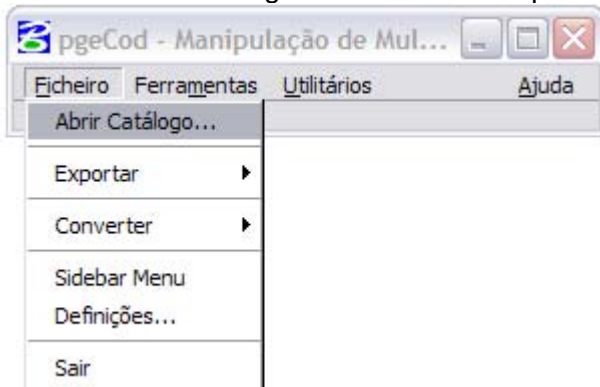 pgeCod - Manipulação de Mul...
Ficheiro Ferramentas Utilitários Ajuda
Abrir Catálogo...
Exportar
Converter
Sidebar Menu
Definições...
Sair